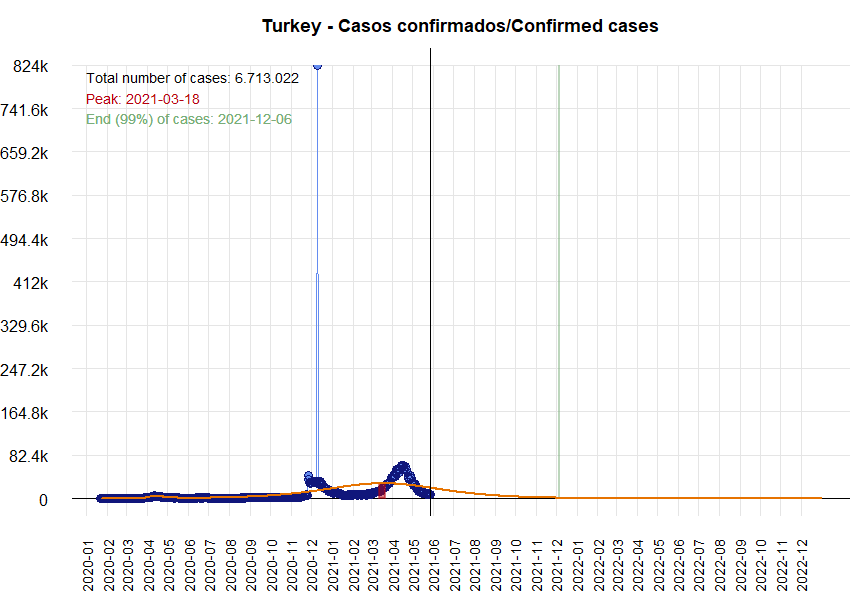 Turkey - Casos confirmados/Confirmed cases
824k
Total number of cases: 6.713.022
Peak: 2021-03-18
741.6k
End (99%) of cases: 2021-12-06
659.2k
576.8k
494.4k
412k
329.6k
247.2k
164.8k
82.4k
0
2020-01
2020-02
2020-03
2020-04
2020-05
2020-06
2020-07
2020-08
2020-09
2020-10
2020-11
2020-12
2021-01
2021-02
2021-03
2021-04
2021-05
2021-06
2021-07
2021-08
2021-09
2021-10
2021-11
2021-12
2022-01
2022-02
2022-03
2022-04
2022-05
2022-06
2022-07
2022-08
2022-09
2022-10
2022-11
2022-12